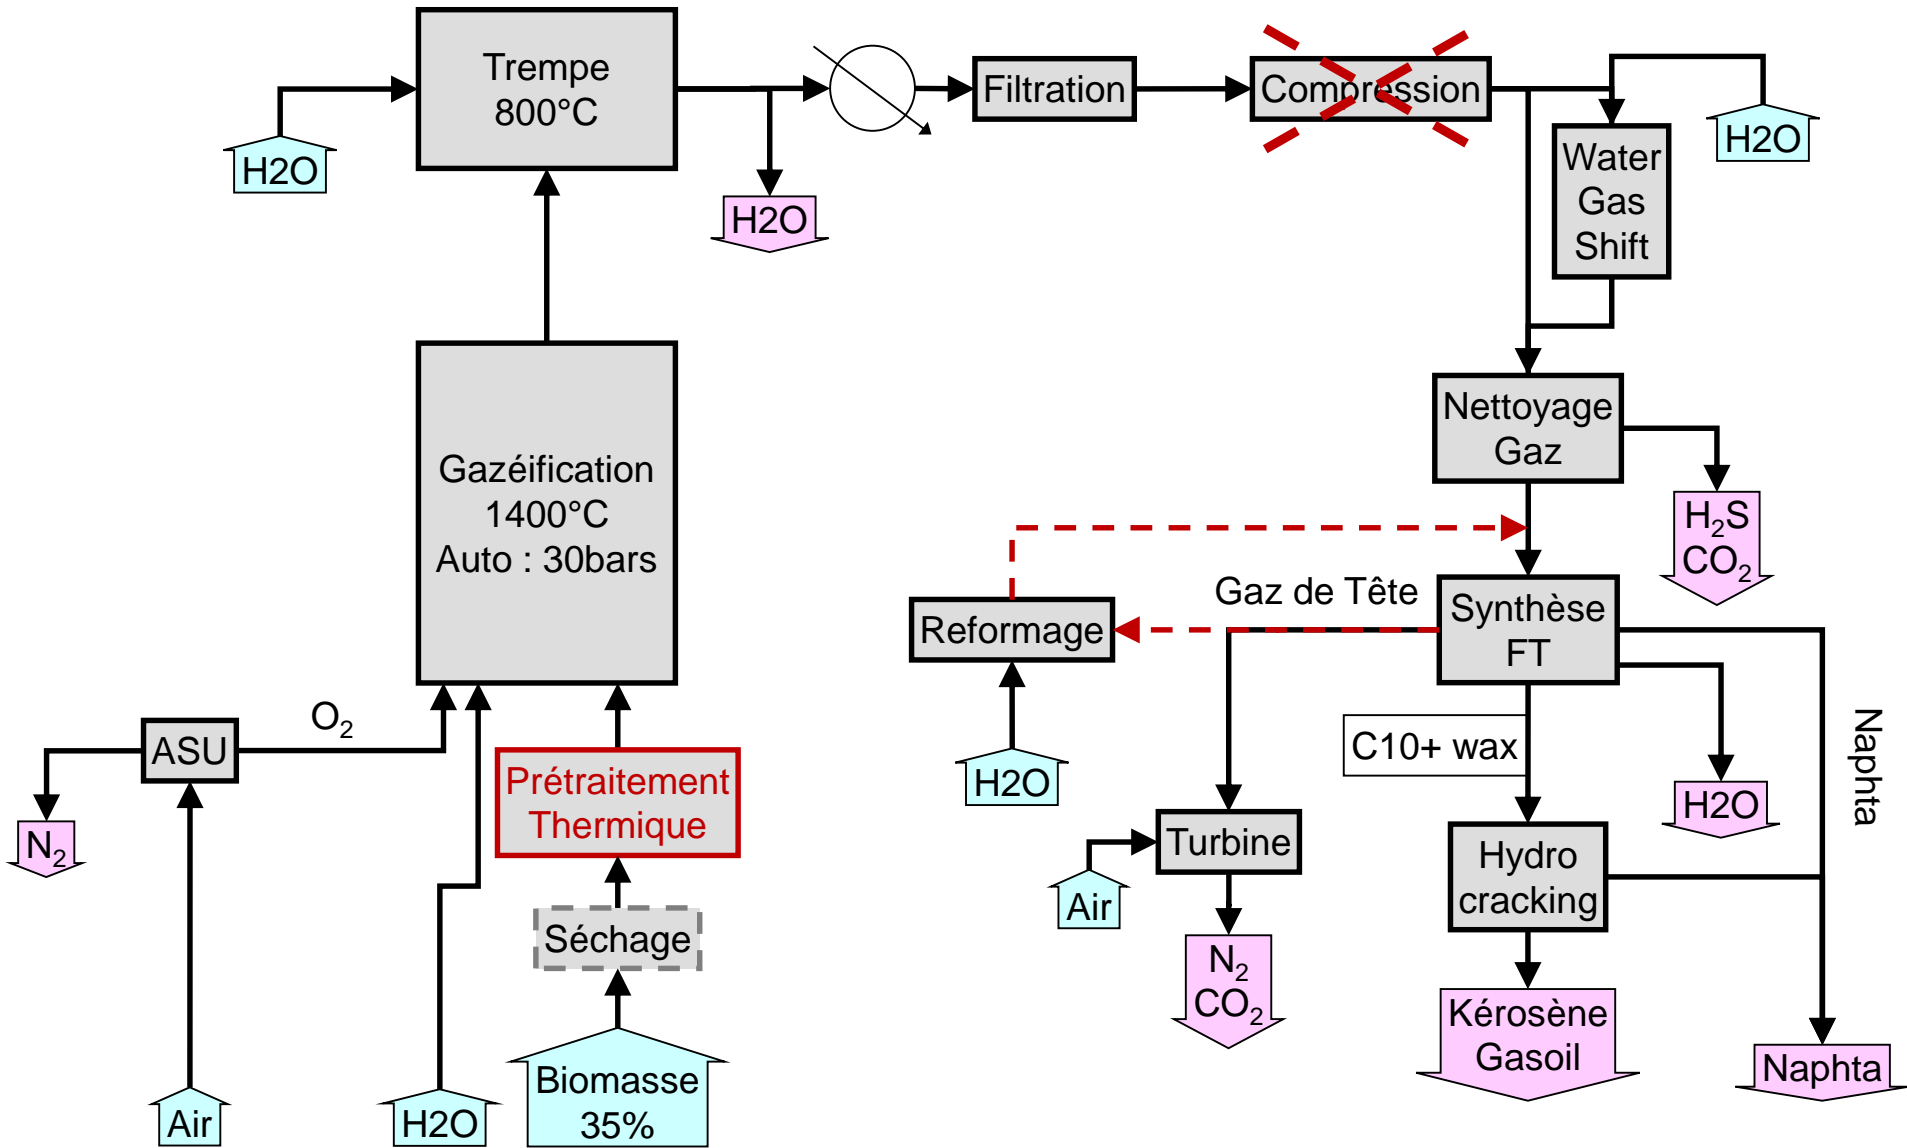 Trempe
800°C
H2O
H2O
Filtration
Compression
H2O
Water
Gas
Shift
Nettoyage
Gaz
H₂S
CO₂
Gazéification
1400°C
Auto : 30bars
O₂
ASU
N₂
Air
H2O
Prétraitement
Thermique
Séchage
Biomasse
35%
Gaz de Tête
Reformage
H2O
Synthèse
FT
C10+ wax
H2O
Naphta
Turbine
Air
N₂
CO₂
Hydro
cracking
Kérosène
Gasoil
Naphta